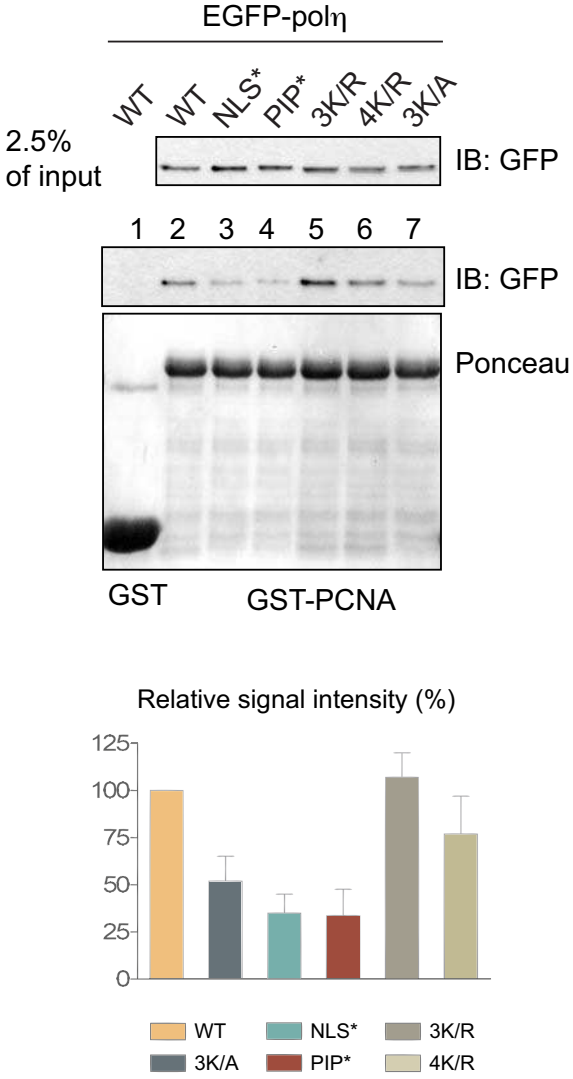 EGFP-polη
WT WT NLS* PIP* 3K/R 4K/R 3K/A
2.5%
of input
IB: GFP
1 2 3 4 5 6 7
IB: GFP
Ponceau
GST GST-PCNA
Relative signal intensity (%)
125
100
75
50
25
0
WT NLS* 3K/R
3K/A PIP* 4K/R